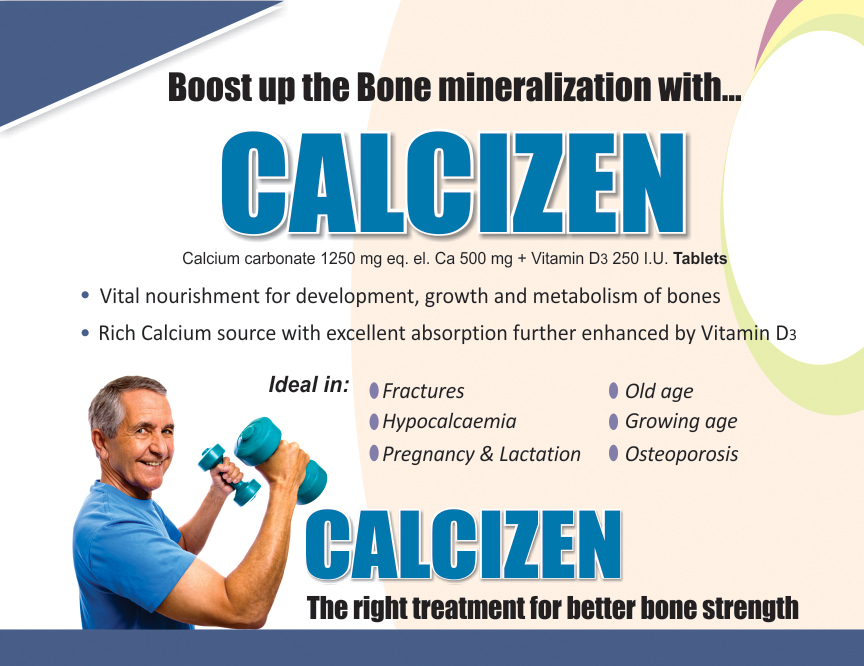 Boost up the Bone mineralization with...
CALCIZEN
Calcium carbonate 1250 mg eq. el. Ca 500 mg + Vitamin D3 250 I.U. Tablets
• Vital nourishment for development, growth and metabolism of bones
• Rich Calcium source with excellent absorption further enhanced by Vitamin D3
Ideal in:
Fractures
Hypocalcaemia
Pregnancy & Lactation
Old age
Growing age
Osteoporosis
CALCIZEN
The right treatment for better bone strength